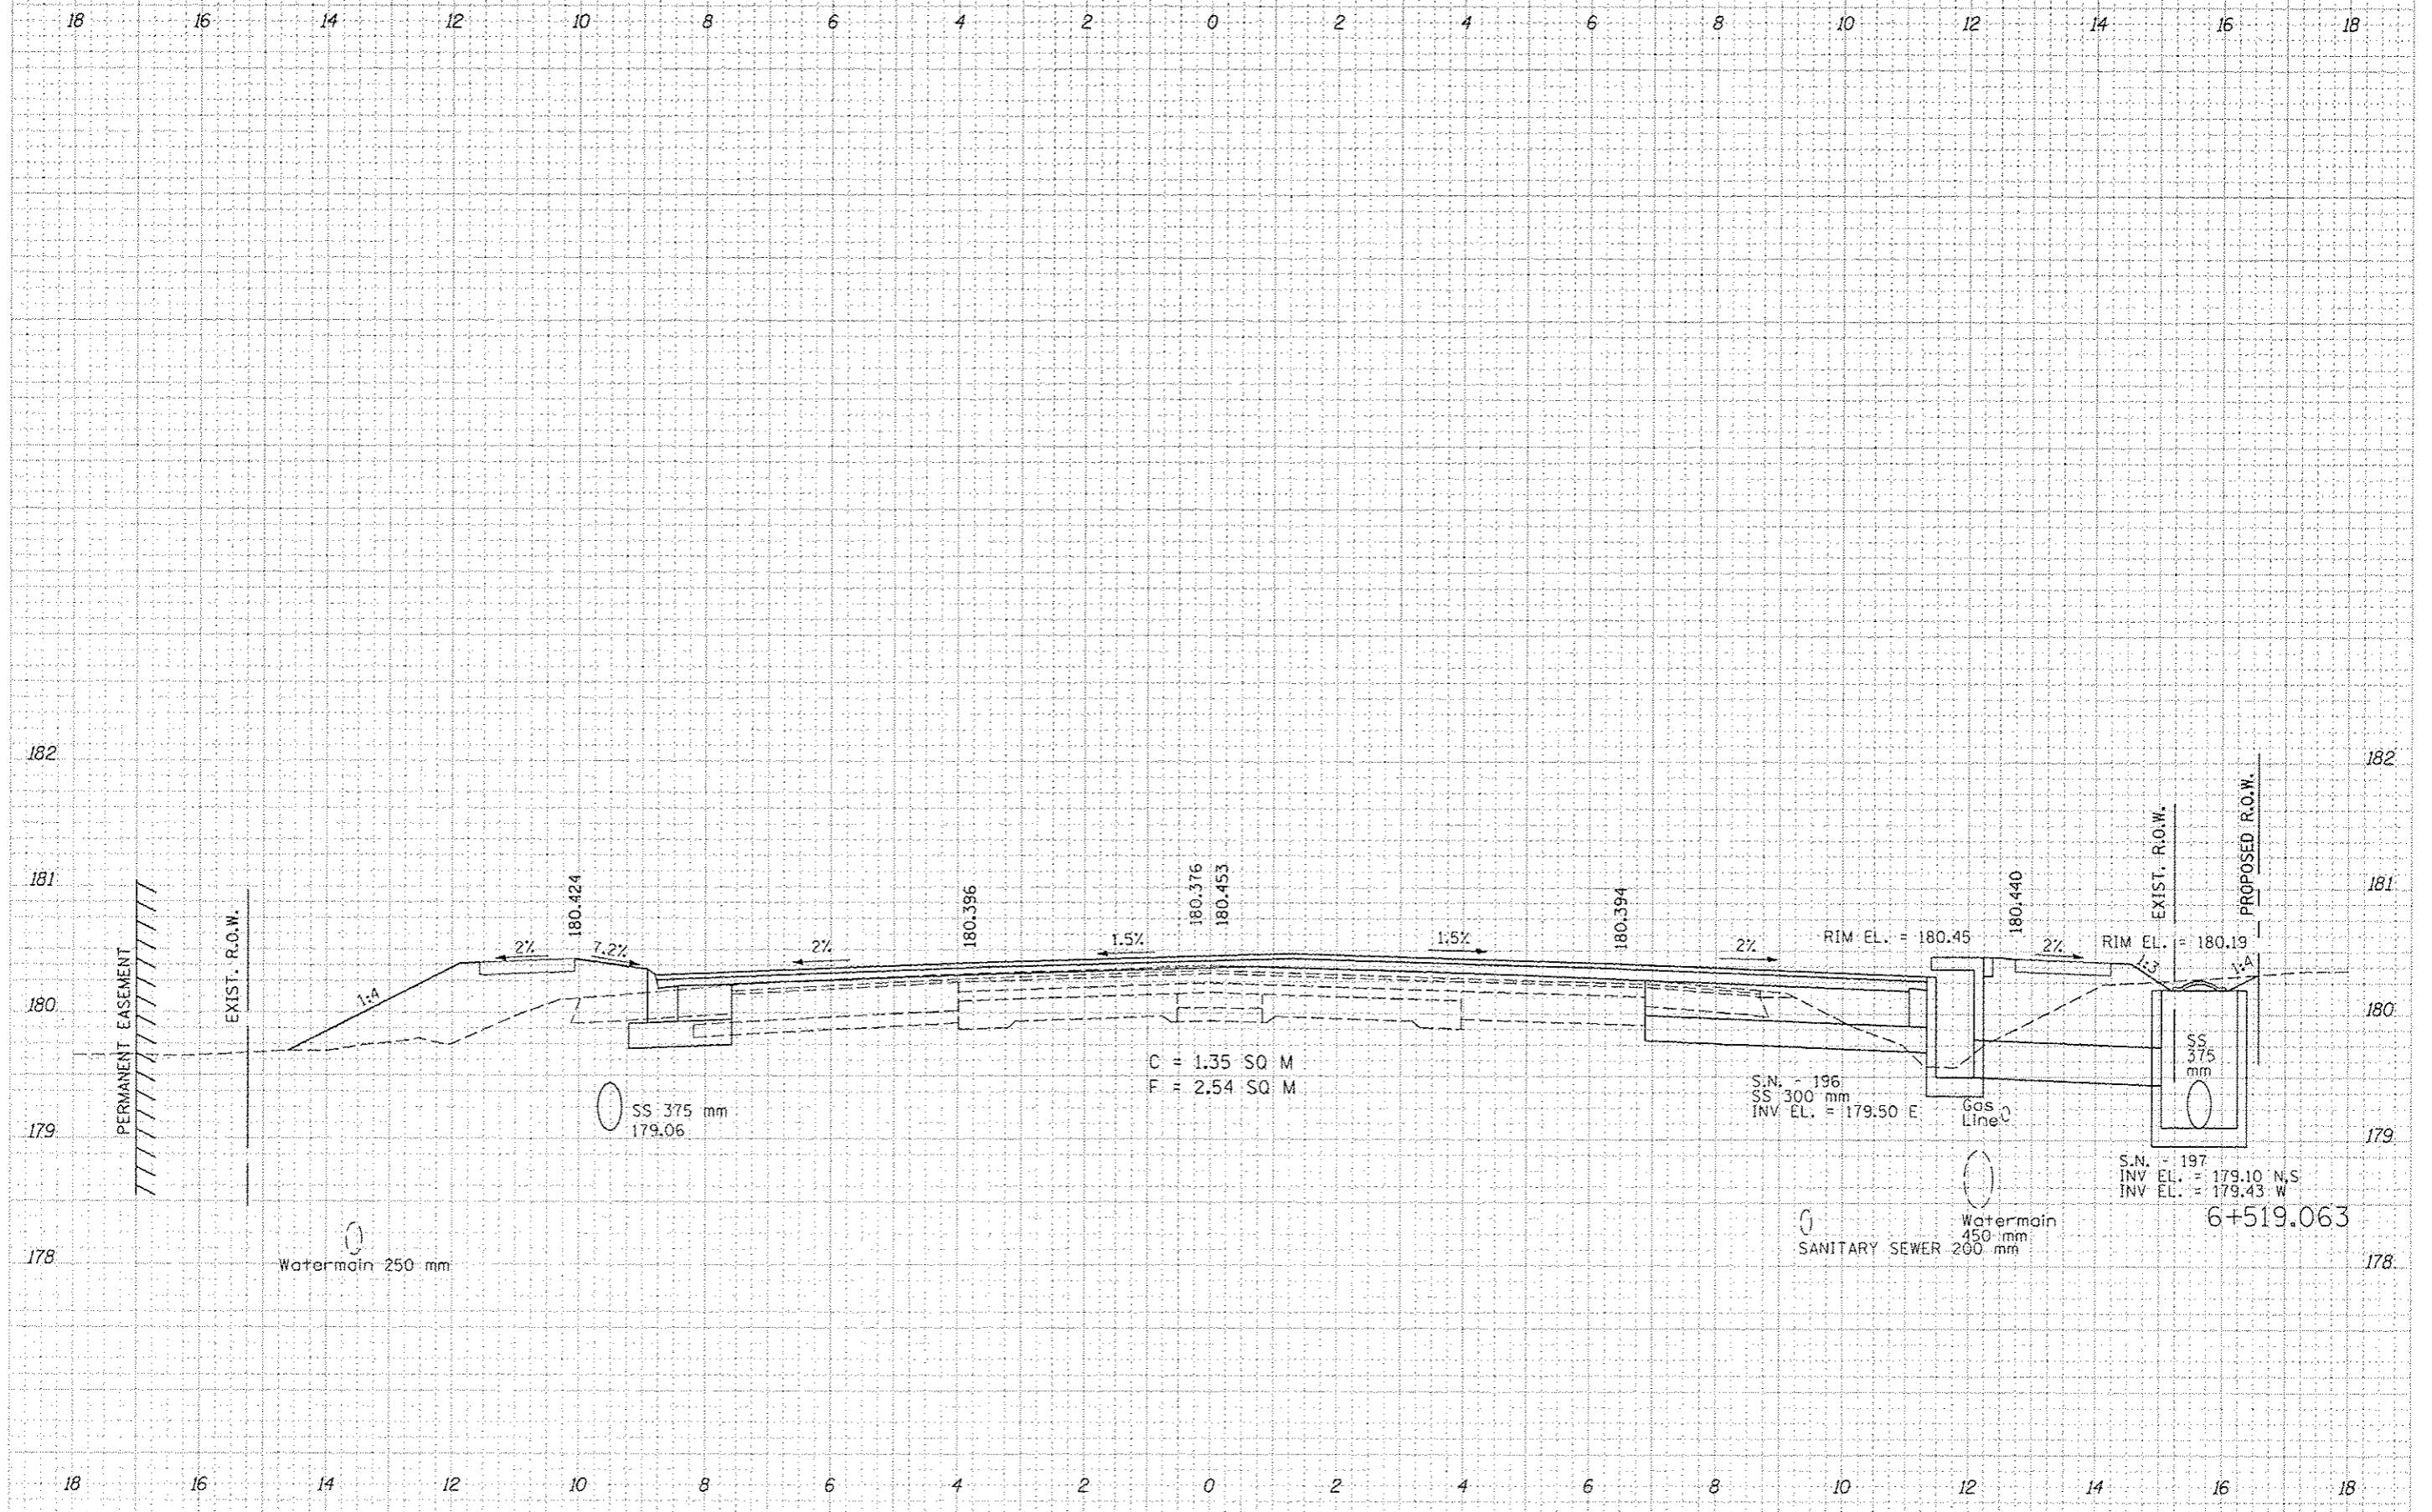 18 16 14 12 10 8 6 4 2 0 2 4 6 8 10 12 14 16 18
182 182
181 181
180 180
179 179
178 178
PERMANENT EASEMENT
EXIST. R.O.W.
1:4
2%
180.424
7.2%
2%
180.396
1.5%
180.376
180.453
1.5%
180.394
2%
RIM EL. = 180.45
180.440
2%
RIM EL. = 180.19
1:3
EXIST. R.O.W.
1:4
PROPOSED R.O.W.
SS 375 mm
179.06
C = 1.35 SQ M
F = 2.54 SQ M
S.N. - 196
SS 300 mm
INV EL. = 179.50 E
Gas
Line
SS
375
mm
S.N. - 197
INV EL. = 179.10 N,S
INV EL. = 179.43 W
6+519.063
Watermain 250 mm
Watermain
450 mm
SANITARY SEWER 200 mm
18 16 14 12 10 8 6 4 2 0 2 4 6 8 10 12 14 16 18